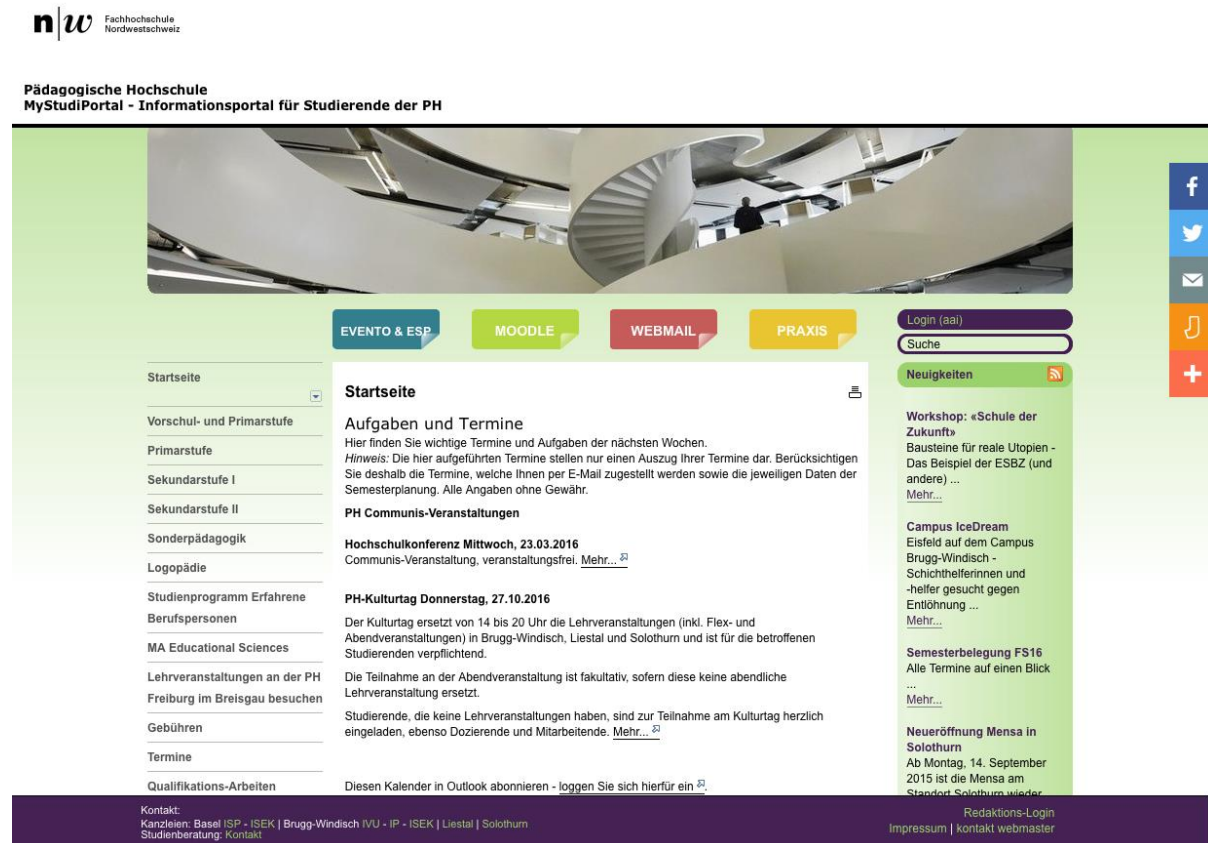 n|w Fachhochschule
Nordwestschweiz
Pädagogische Hochschule
MyStudiPortal - Informationsportal für Studierende der PH
EVENTO & ESP
MOODLE
WEBMAIL
PRAXIS
Login (aai)
Suche
Startseite
Vorschul- und Primarstufe
Primarstufe
Sekundarstufe I
Sekundarstufe II
Sonderpädagogik
Logopädie
Studienprogramm Erfahrene
Berufspersonen
MA Educational Sciences
Lehrveranstaltungen an der PH
Freiburg im Breisgau besuchen
Gebühren
Termine
Qualifikations-Arbeiten
Startseite
Aufgaben und Termine
Hier finden Sie wichtige Termine und Aufgaben der nächsten Wochen.
Hinweis: Die hier aufgeführten Termine stellen nur einen Auszug Ihrer Termine dar. Berücksichtigen
Sie deshalb die Termine, welche Ihnen per E-Mail zugestellt werden sowie die jeweiligen Daten der
Semesterplanung. Alle Angaben ohne Gewähr.
PH Communis-Veranstaltungen
Hochschulkonferenz Mittwoch, 23.03.2016
Communis-Veranstaltung, veranstaltungsfrei. Mehr...
PH-Kulturtag Donnerstag, 27.10.2016
Der Kulturtag ersetzt von 14 bis 20 Uhr die Lehrveranstaltungen (inkl. Flex- und
Abendveranstaltungen) in Brugg-Windisch, Liestal und Solothurn und ist für die betroffenen
Studierenden verpflichtend.
Die Teilnahme an der Abendveranstaltung ist fakultativ, sofern diese keine abendliche
Lehrveranstaltung ersetzt.
Studierende, die keine Lehrveranstaltungen haben, sind zur Teilnahme am Kulturtag herzlich
eingeladen, ebenso Dozierende und Mitarbeitende. Mehr...
Diesen Kalender in Outlook abonnieren - loggen Sie sich hierfür ein.
Neuigkeiten
Workshop: «Schule der
Zukunft»
Bausteine für reale Utopien -
Das Beispiel der ESBZ (und
andere) ...
Mehr...
Campus IceDream
Eisfeld auf dem Campus
Brugg-Windisch -
Schichthelferinnen und
-helfer gesucht gegen
Entlöhnung ...
Mehr...
Semesterbelegung FS16
Alle Termine auf einen Blick
...
Mehr...
Neueröffnung Mensa in
Solothurn
Ab Montag, 14. September
2015 ist die Mensa am
Standort Solothurn wieder
Kontakt:
Kanzleien: Basel ISP - ISEK | Brugg-Windisch IVU - IP - ISEK | Liestal | Solothurn
Studienberatung: Kontakt
Redaktions-Login
Impressum | kontakt webmaster